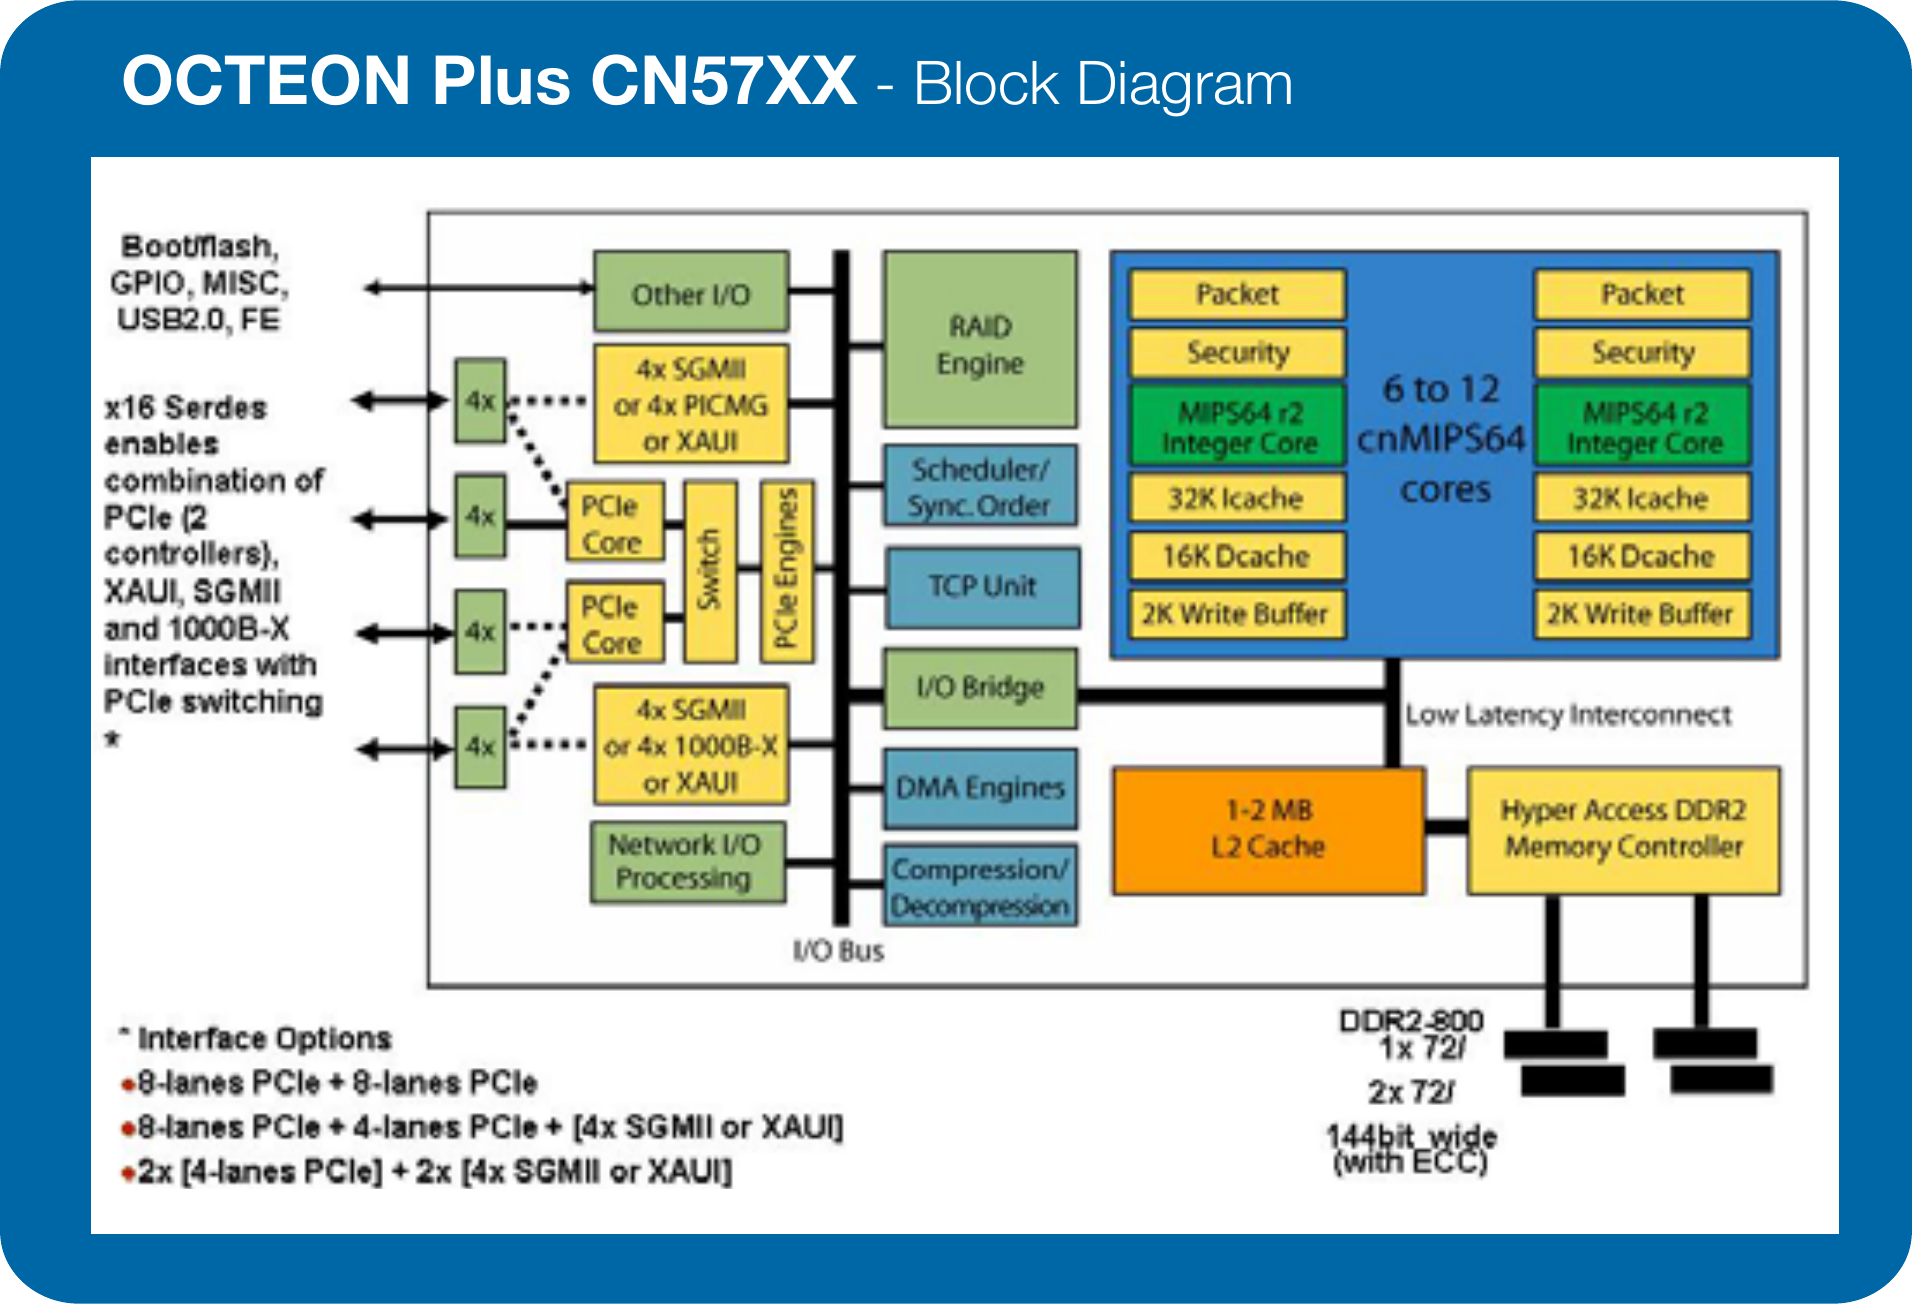 OCTEON Plus CN57XX - Block Diagram
Boot/flash,
GPIO, MISC,
USB2.0, FE
x16 Serdes
enables
combination of
PCIe (2
controllers),
XAUI, SGMII
and 1000B-X
interfaces with
PCIe switching
*
4x
4x
4x
4x
Other I/O
4x SGMII
or 4x PICMG
or XAUI
PCIe
Core
PCIe
Core
Switch
PCIe Engines
4x SGMII
or 4x 1000B-X
or XAUI
Network I/O
Processing
I/O Bus
RAID
Engine
Scheduler/
Sync. Order
TCP Unit
I/O Bridge
DMA Engines
Compression/
Decompression
Packet
Security
MIPS64 r2
Integer Core
32K Icache
16K Dcache
2K Write Buffer
6 to 12
cnMIPS64
cores
Packet
Security
MIPS64 r2
Integer Core
32K Icache
16K Dcache
2K Write Buffer
Low Latency Interconnect
1-2 MB
L2 Cache
Hyper Access DDR2
Memory Controller
DDR2-800
1x 72/
2x 72/
144bit wide
(with ECC)
* Interface Options
•8-lanes PCIe + 8-lanes PCIe
•8-lanes PCIe + 4-lanes PCIe + [4x SGMII or XAUI]
•2x [4-lanes PCIe] + 2x [4x SGMII or XAUI]